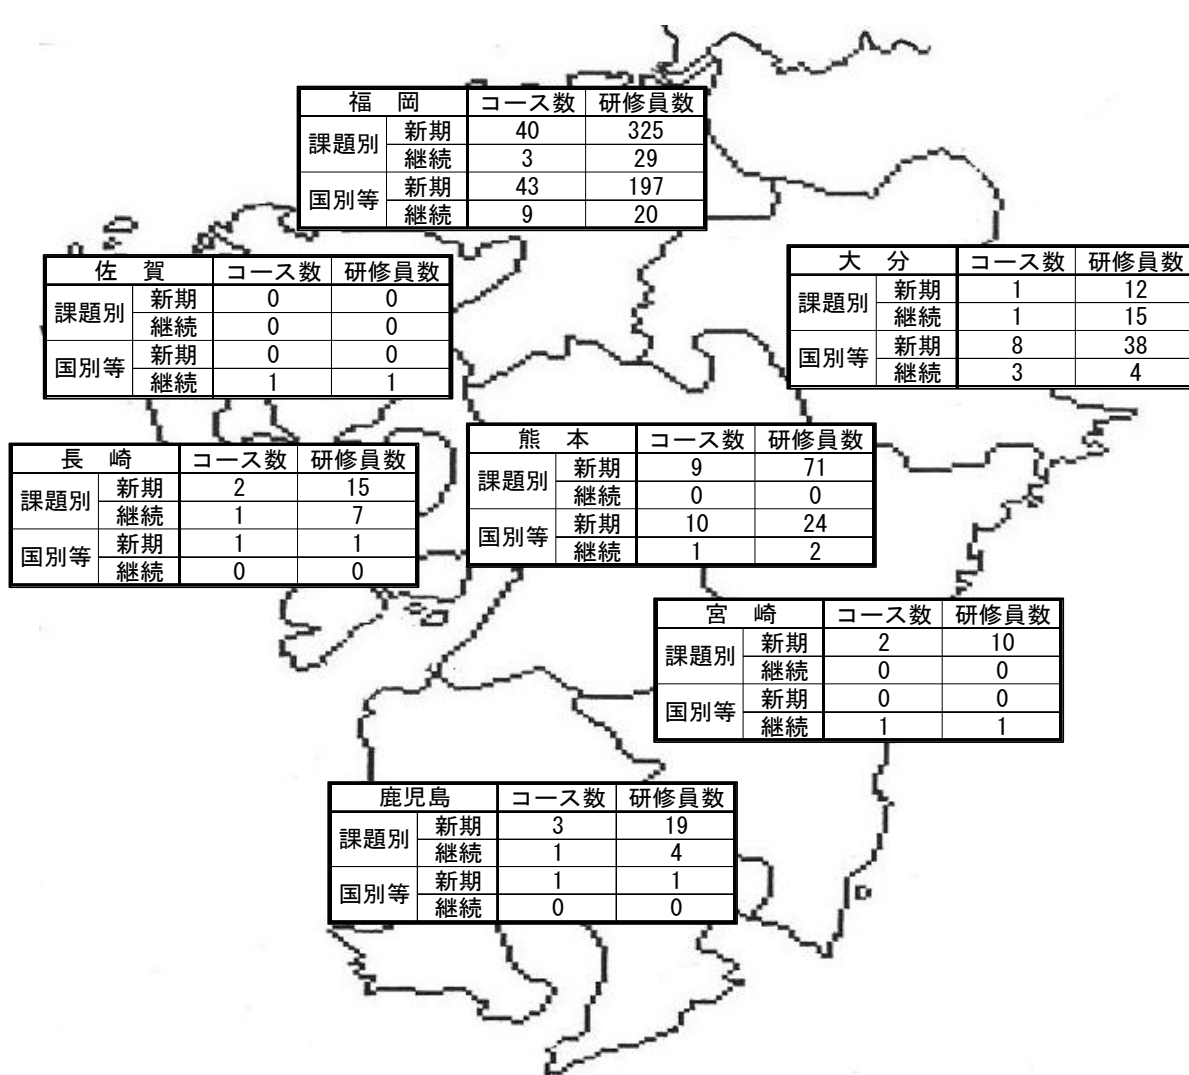 福　岡 コース数 研修員数
課題別 新期 40 325
継続 3 29
国別等 新期 43 197
継続 9 20
佐　賀 コース数 研修員数
課題別 新期 0 0
継続 0 0
国別等 新期 0 0
継続 1 1
大　分 コース数 研修員数
課題別 新期 1 12
継続 1 15
国別等 新期 8 38
継続 3 4
長　崎 コース数 研修員数
課題別 新期 2 15
継続 1 7
国別等 新期 1 1
継続 0 0
熊　本 コース数 研修員数
課題別 新期 9 71
継続 0 0
国別等 新期 10 24
継続 1 2
宮　崎 コース数 研修員数
課題別 新期 2 10
継続 0 0
国別等 新期 0 0
継続 1 1
鹿児島 コース数 研修員数
課題別 新期 3 19
継続 1 4
国別等 新期 1 1
継続 0 0